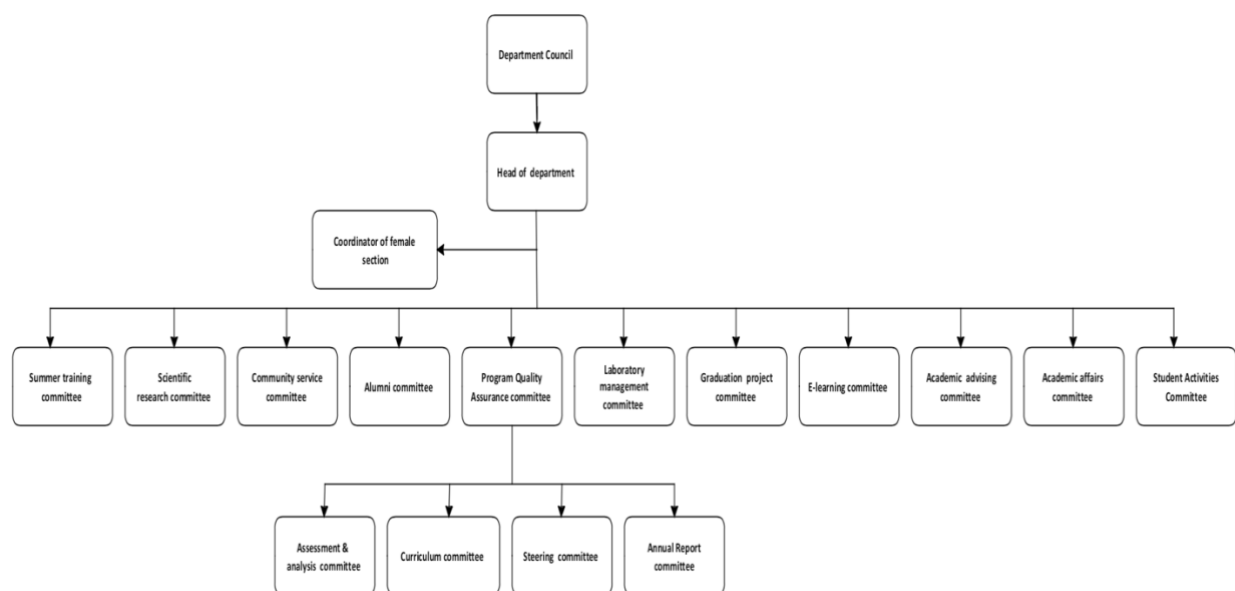 Department Council
Head of department
Coordinator of female
section
Summer training
committee
Scientific
research committee
Community service
committee
Alumni committee
Program Quality
Assurance committee
Laboratory
management
committee
Graduation project
committee
E-learning committee
Academic advising
committee
Academic affairs
committee
Student Activities
Committee
Assessment &
analysis committee
Curriculum committee
Steering committee
Annual Report
committee